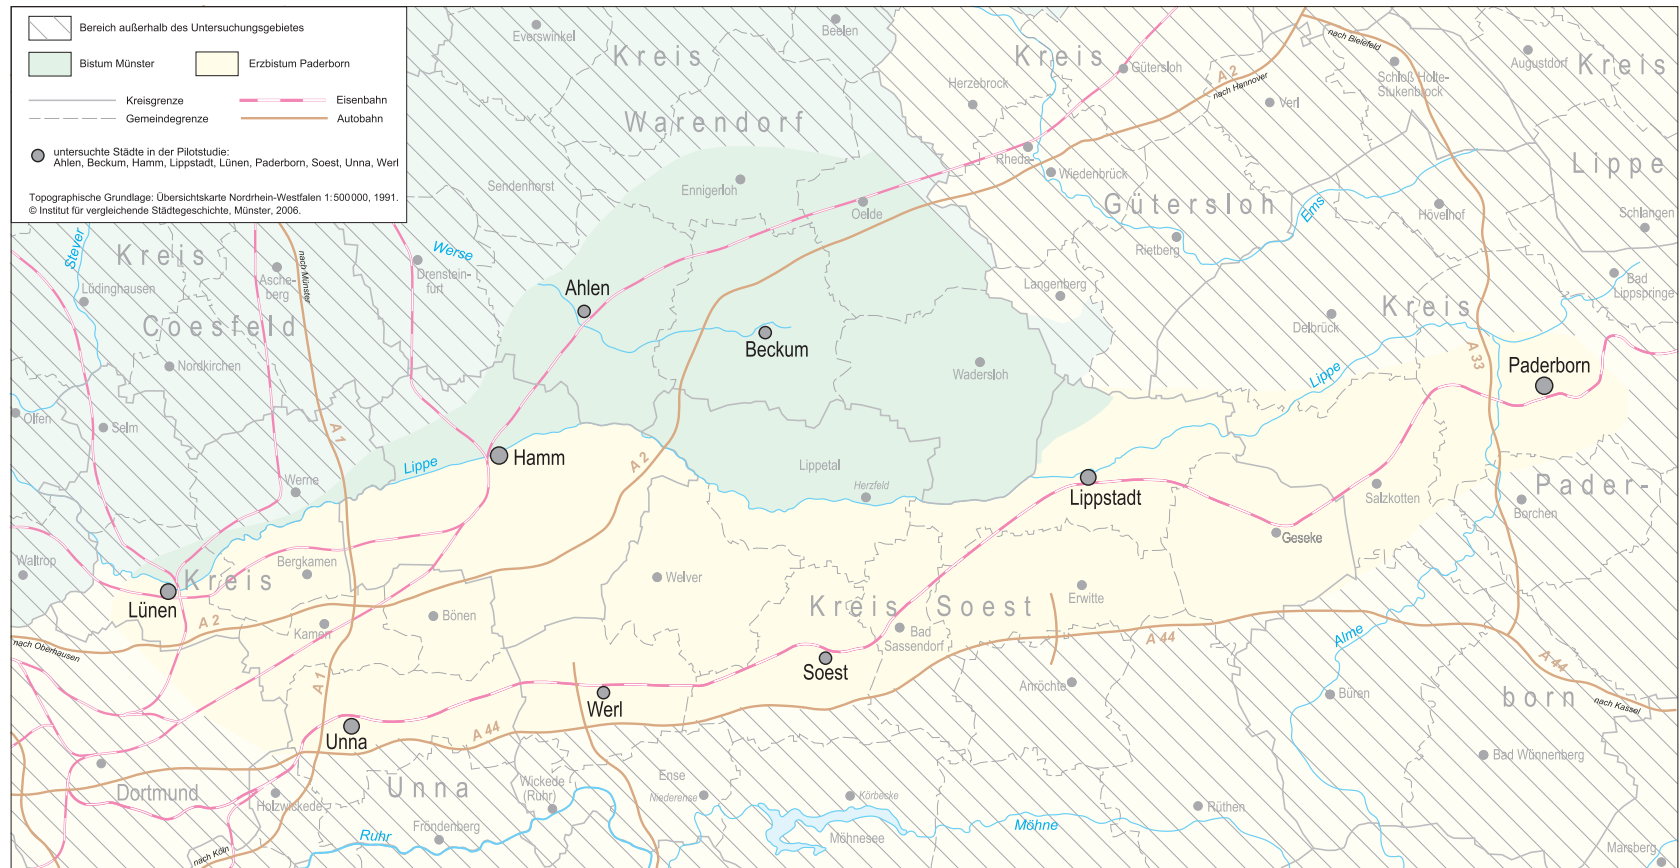 Bereich außerhalb des Untersuchungsgebietes
Bistum Münster
Erzbistum Paderborn
Kreisgrenze
Eisenbahn
Gemeindegrenze
Autobahn
untersuchte Städte in der Pilotstudie:
Ahlen, Beckum, Hamm, Lippstadt, Lünen, Paderborn, Soest, Unna, Werl
Topographische Grundlage: Übersichtskarte Nordrhein-Westfalen 1:500000, 1991.
© Institut für vergleichende Städtegeschichte, Münster, 2006.
Everswinkel
Beelen
Kreis
Warendorf
Sendenhorst
Ennigerloh
Oelde
Kreis
Gütersloh
Herzebrock
Gütersloh
A 2
nach Hannover
nach Bielefeld
Verl
Schloß Holte-
Stukenbrock
Augustdorf
Kreis
Lippe
Rheda-
Wiedenbrück
Rietberg
Ems
Hövelhof
Schlangen
Langenberg
Delbrück
Kreis
Pader-
born
Bad
Lippspringe
Stever
Kreis
Coesfeld
Lüdinghausen
Asche-
berg
nach Münster
Werse
Drenstein-
furt
Nordkirchen
Olfen
Selm
Werne
A 1
Ahlen
Beckum
Wadersloh
Lippe
Hamm
A 2
Lippetal
Herzfeld
Lippe
A 33
Paderborn
Lippstadt
Salzkotten
Borchen
Geseke
Waltrop
Lünen
Kreis
Unna
Bergkamen
A 2
Kamen
Bönen
nach Oberhausen
A 1
Welver
Kreis Soest
Erwitte
Bad
Sassendorf
Soest
A 44
Alme
A 44
nach Kassel
Anröchte
Büren
Werl
Unna
A 44
Bad Wünnenberg
Dortmund
Holzwickede
Wickede
(Ruhr)
Ense
Niederense
Körbecke
Möhnesee
Möhne
Rüthen
Fröndenberg
Ruhr
nach Köln
Marsberg